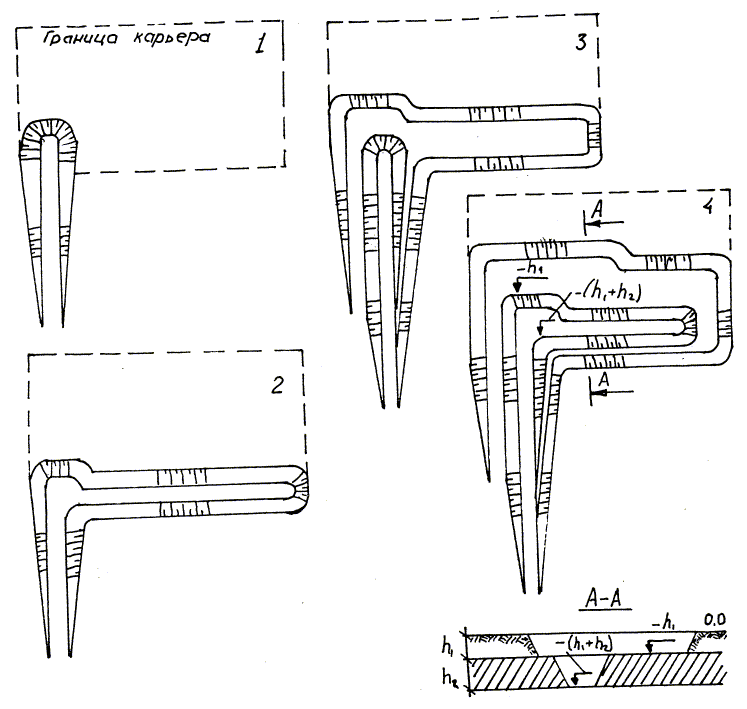 Граница карьера
1
3
A
4
-h₁
-(h₁+h₂)
A
2
A-A
-h₁
0.0
-(h₁+h₂)
h₁
h₂